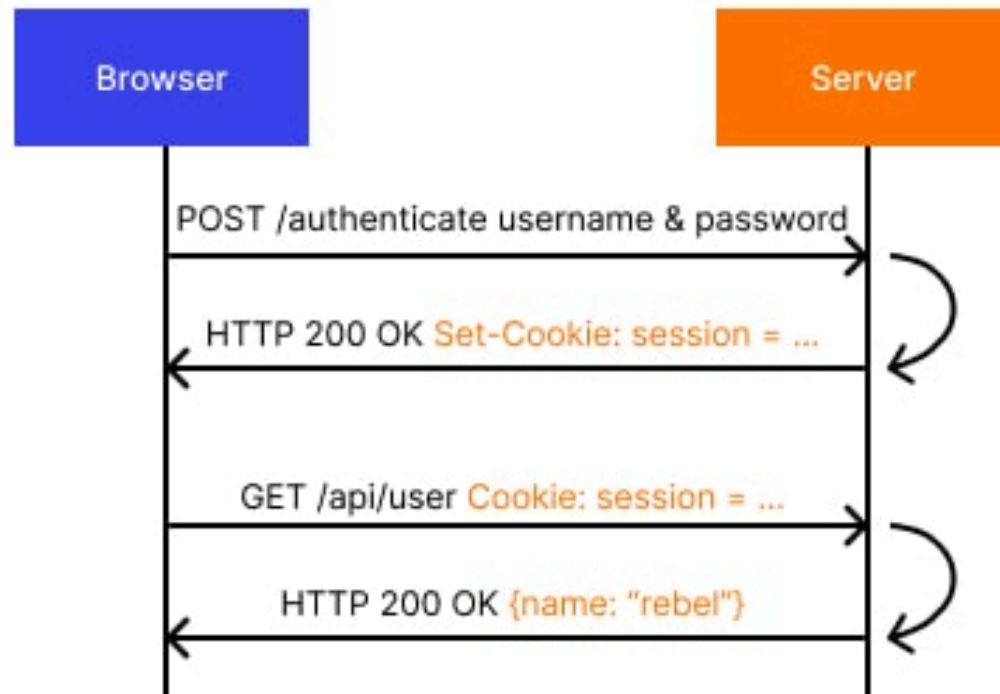 Browser
Server
POST /authenticate username & password
HTTP 200 OK Set-Cookie: session = ...
GET /api/user Cookie: session = ...
HTTP 200 OK {name: "rebel"}